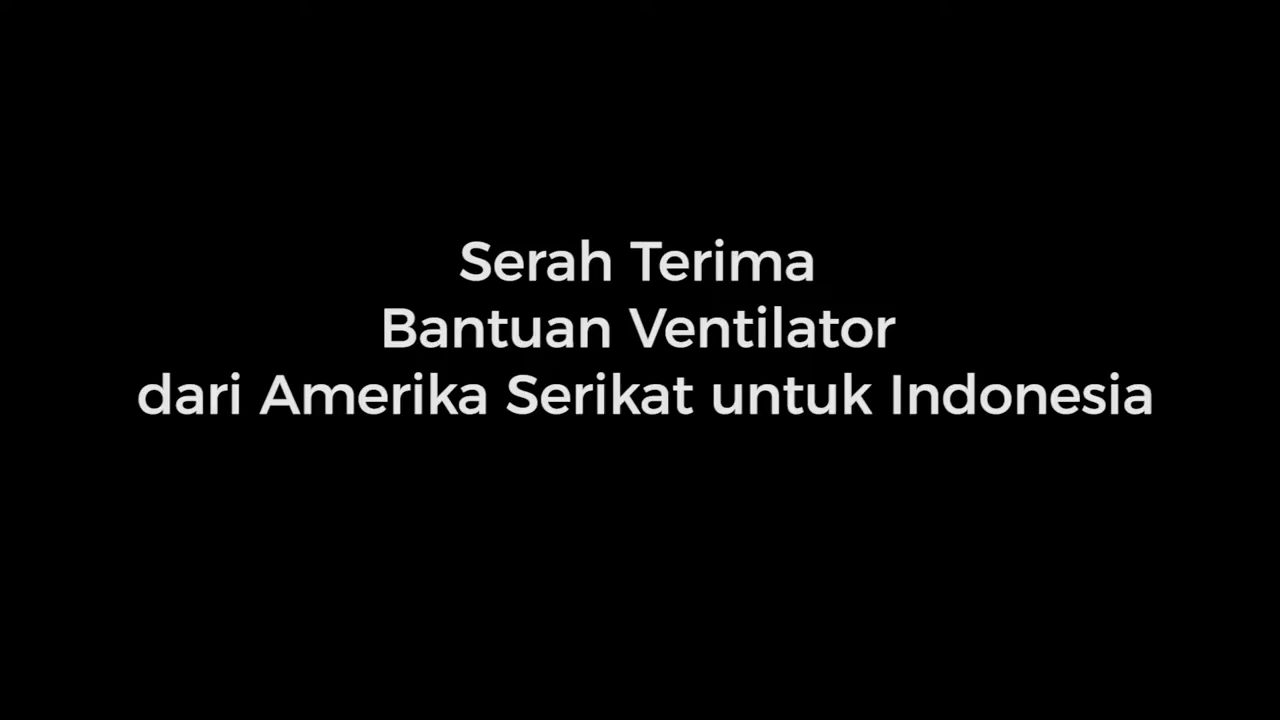 Serah Terima
Bantuan Ventilator
dari Amerika Serikat untuk Indonesia